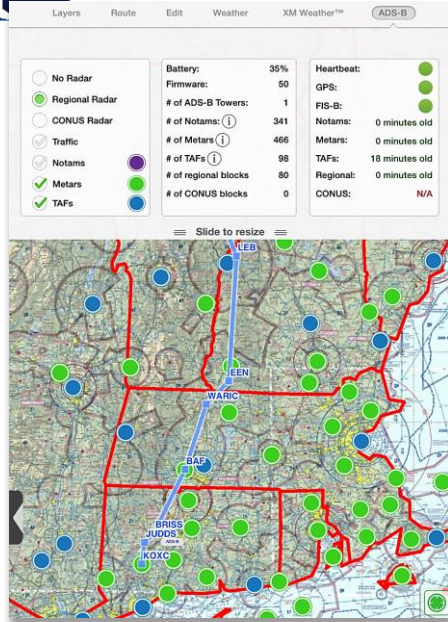 Layers Route Edit Weather XM Weather™ ADS-B
No Radar
Regional Radar
CONUS Radar
Traffic
Notams
Metars
TAFs
Battery: 35%
Firmware: 50
# of ADS-B Towers: 1
# of Notams: i 341
# of Metars i 466
# of TAFs i 98
# of regional blocks 80
# of CONUS blocks 0
Heartbeat:
GPS:
FIS-B:
Notams: 0 minutes old
Metars: 0 minutes old
TAFs: 18 minutes old
Regional: 0 minutes old
CONUS: N/A
Slide to resize
LEB
EEN
WARIC
BAF
BRISS
JUDDS
ADS-B
KOXC